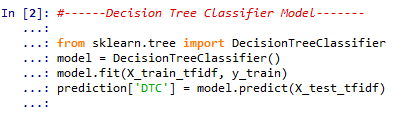 In [2]: #------Decision Tree Classifier Model-------
...:
...: from sklearn.tree import DecisionTreeClassifier
...: model = DecisionTreeClassifier()
...: model.fit(X_train_tfidf, y_train)
...: prediction['DTC'] = model.predict(X_test_tfidf)
...: